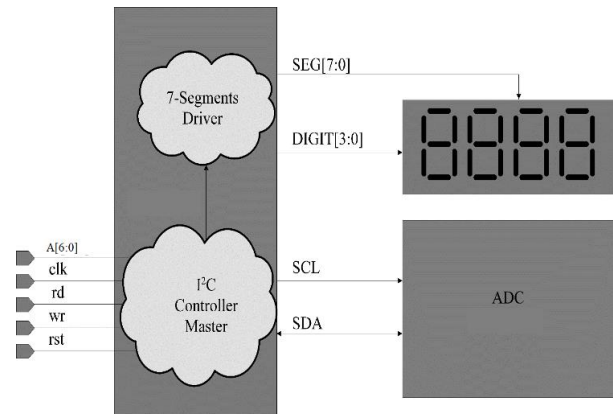 SEG[7:0]
7-Segments
Driver
DIGIT[3:0]
A[6:0]
clk
rd
wr
rst
I²C
Controller
Master
SCL
SDA
ADC